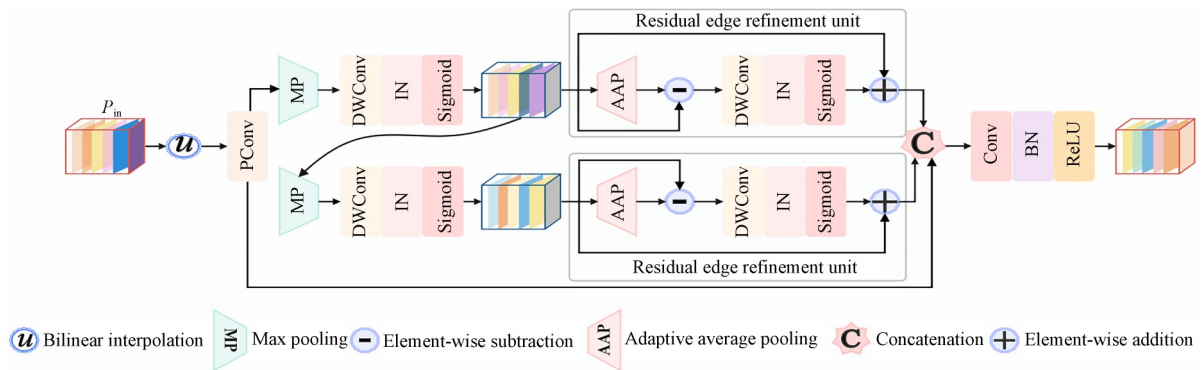 Residual edge refinement unit
P_in
u
PConv
MP
DWConv
IN
Sigmoid
AAP
-
DWConv
IN
Sigmoid
+
C
Conv
BN
ReLU
MP
DWConv
IN
Sigmoid
AAP
-
DWConv
IN
Sigmoid
+
Residual edge refinement unit
u Bilinear interpolation
MP Max pooling
- Element-wise subtraction
AAP Adaptive average pooling
C Concatenation
+ Element-wise addition